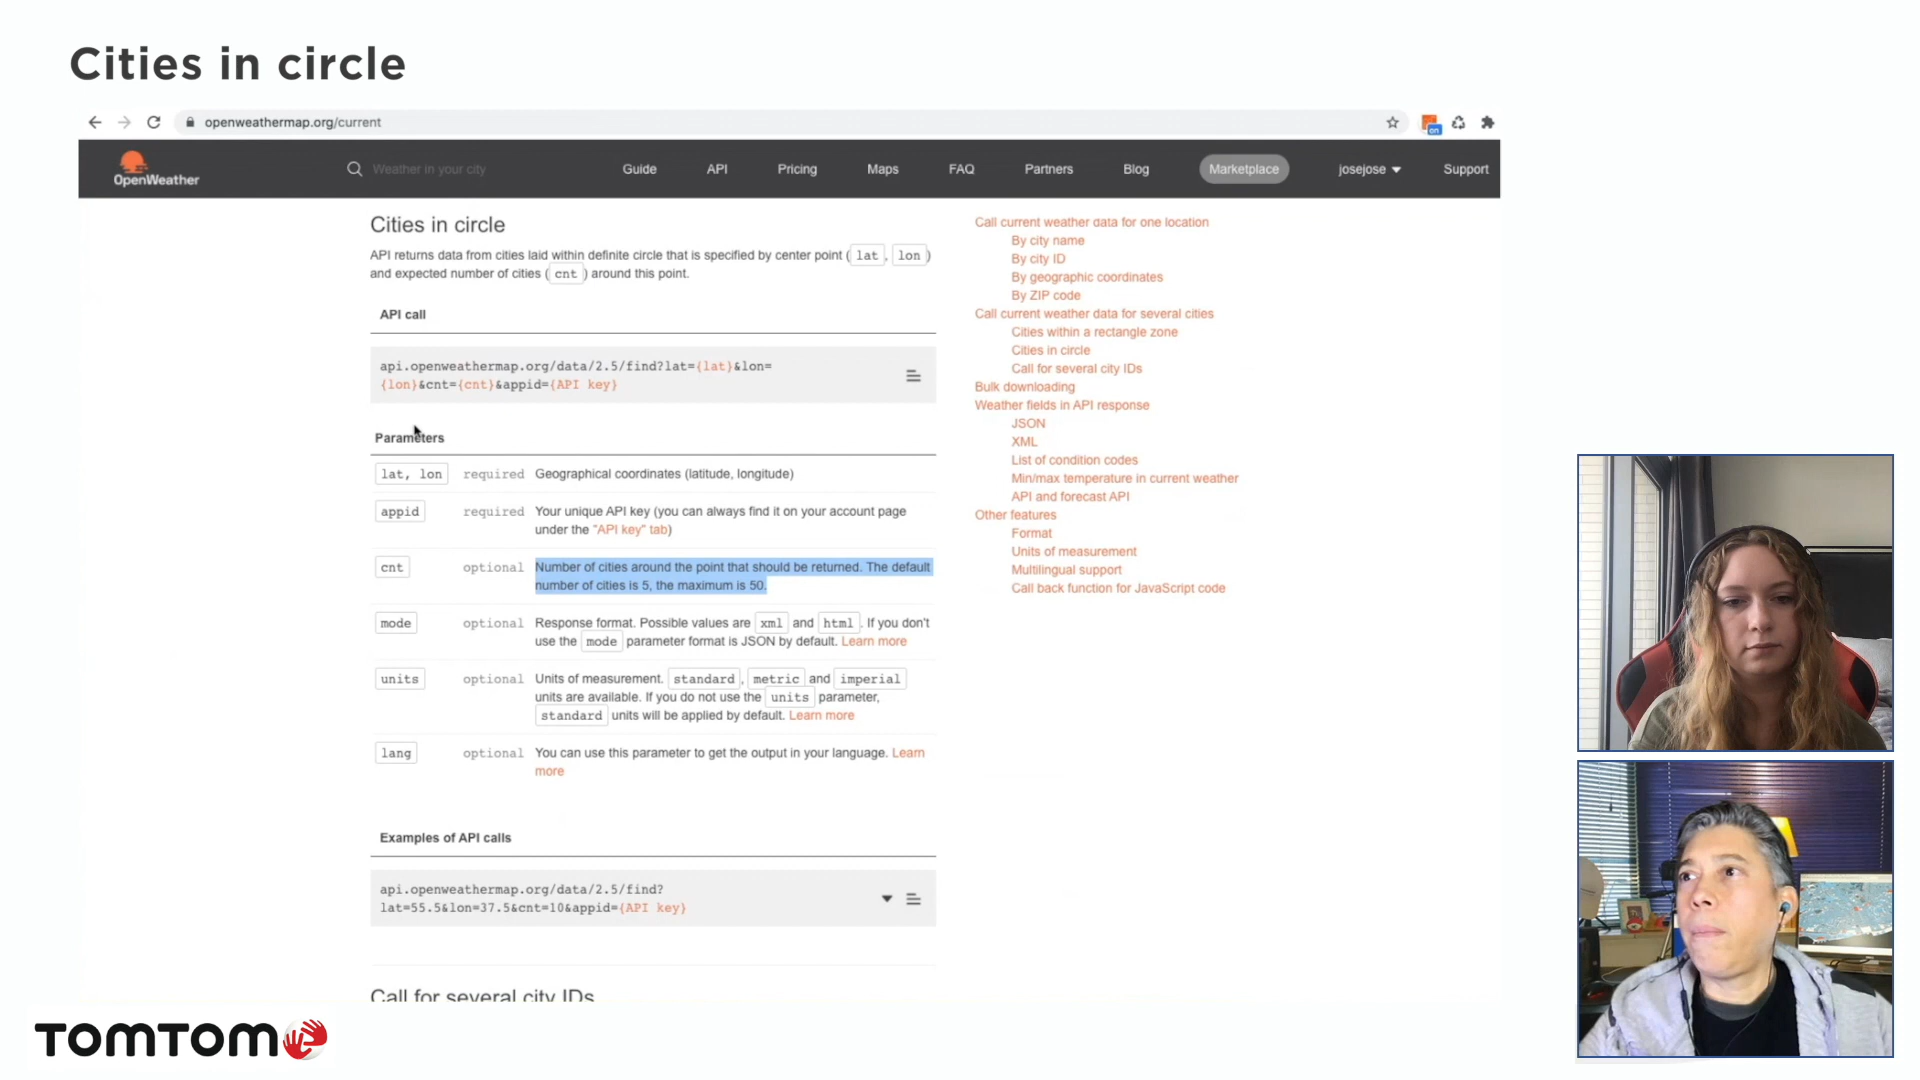 Cities in circle
openweathermap.org/current
on
OpenWeather
Weather in your city
Guide
API
Pricing
Maps
FAQ
Partners
Blog
Marketplace
josejose
Support
Cities in circle
API returns data from cities laid within definite circle that is specified by center point ( lat , lon )
and expected number of cities ( cnt ) around this point.
API call
api.openweathermap.org/data/2.5/find?lat={lat}&lon=
{lon}&cnt={cnt}&appid={API key}
Parameters
lat, lon required Geographical coordinates (latitude, longitude)
appid required Your unique API key (you can always find it on your account page
under the "API key" tab)
cnt optional Number of cities around the point that should be returned. The default
number of cities is 5, the maximum is 50.
mode optional Response format. Possible values are xml and html . If you don't
use the mode parameter format is JSON by default. Learn more
units optional Units of measurement. standard , metric and imperial
units are available. If you do not use the units parameter,
standard units will be applied by default. Learn more
lang optional You can use this parameter to get the output in your language. Learn
more
Examples of API calls
api.openweathermap.org/data/2.5/find?
lat=55.5&lon=37.5&cnt=10&appid={API key}
Call for several city IDs
Call current weather data for one location
By city name
By city ID
By geographic coordinates
By ZIP code
Call current weather data for several cities
Cities within a rectangle zone
Cities in circle
Call for several city IDs
Bulk downloading
Weather fields in API response
JSON
XML
List of condition codes
Min/max temperature in current weather
API and forecast API
Other features
Format
Units of measurement
Multilingual support
Call back function for JavaScript code
TOMTOM